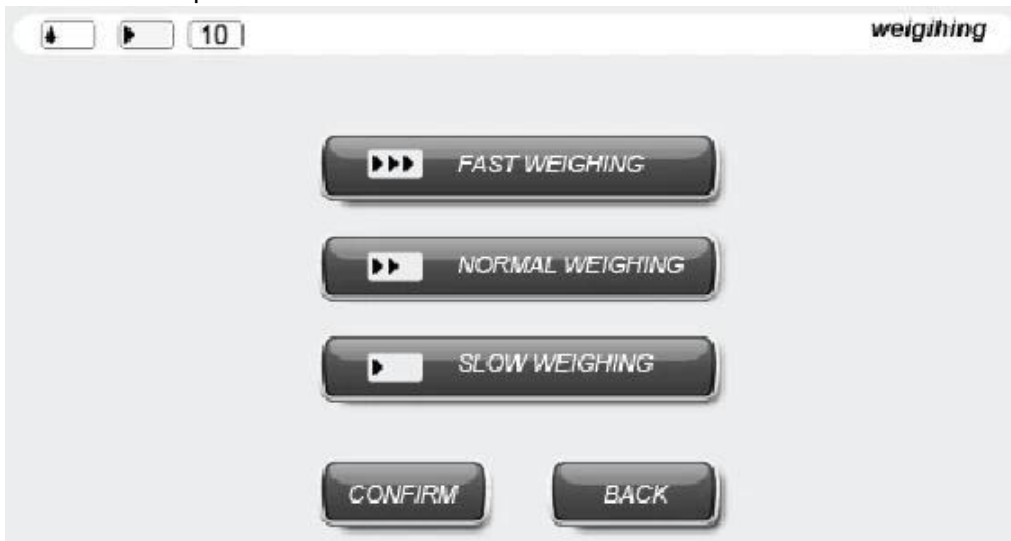 10 weigihing
FAST WEIGHING
NORMAL WEIGHING
SLOW WEIGHING
CONFIRM BACK